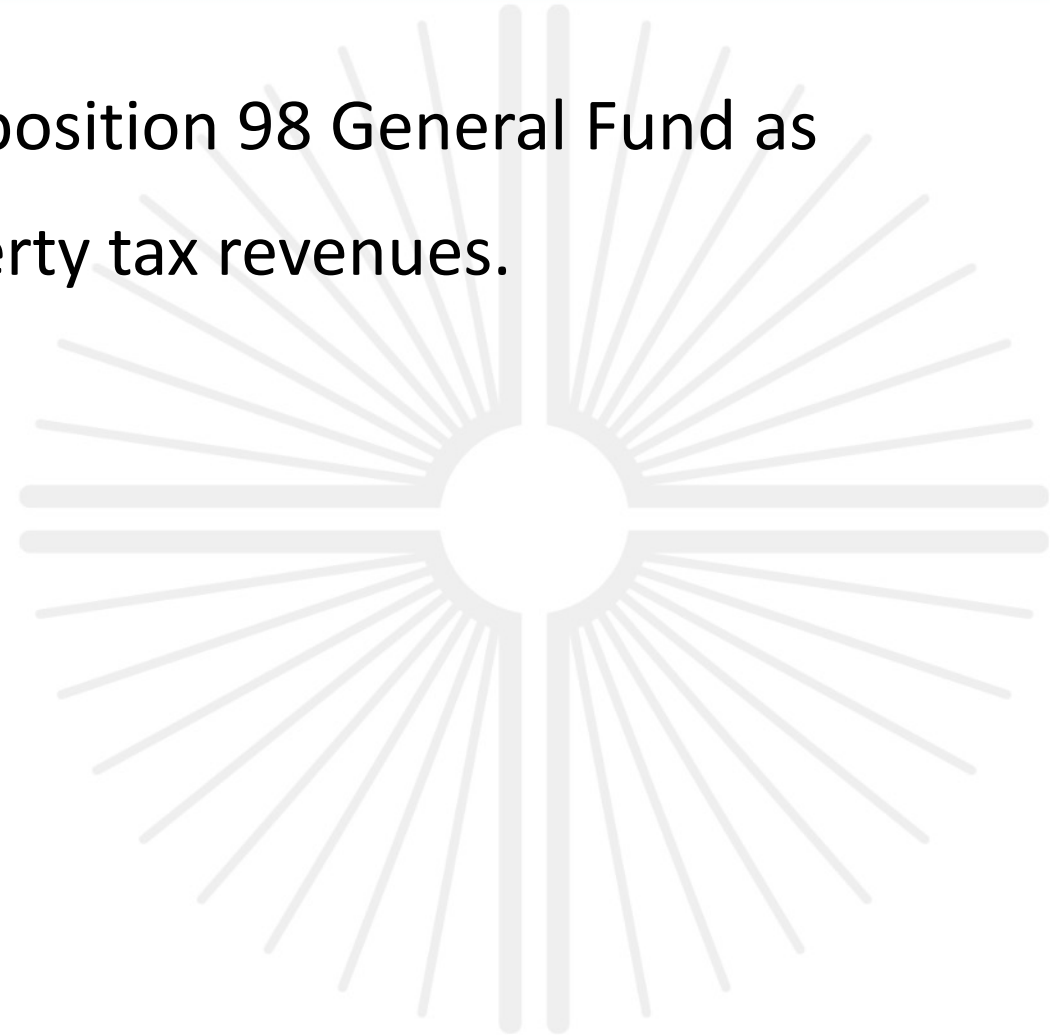 position 98 General Fund as
erty tax revenues.